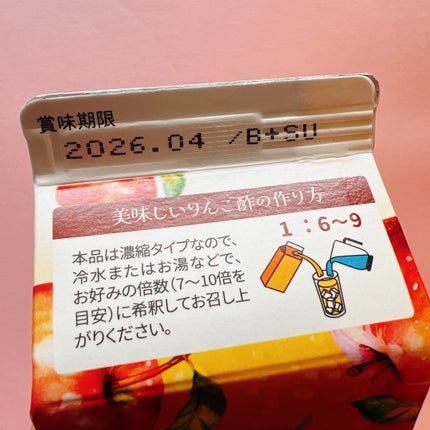 賞味期限
2026.04 /B+SU
美味しいりんご酢の作り方
1:6〜9
本品は濃縮タイプなので、
冷水またはお湯などで、
お好みの倍数(7〜10倍を
目安)に希釈してお召し上
がりください。